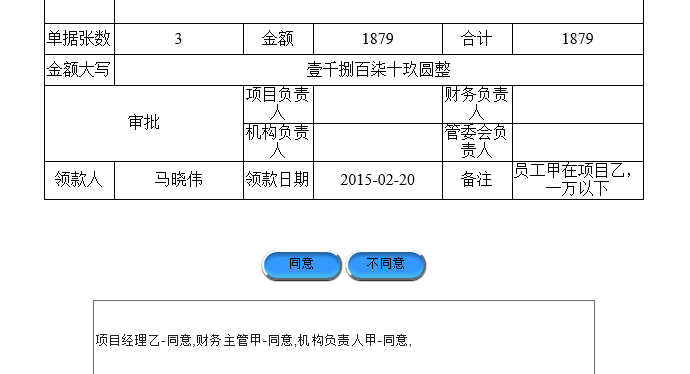 单据张数 3 金额 1879 合计 1879
金额大写 壹千捌百柒十玖圆整
审批 项目负责人 财务负责人
机构负责人 管委会负责人
领款人 马晓伟 领款日期 2015-02-20 备注 员工甲在项目乙，一万以下
同意 不同意
项目经理乙-同意,财务主管甲-同意,机构负责人甲-同意,